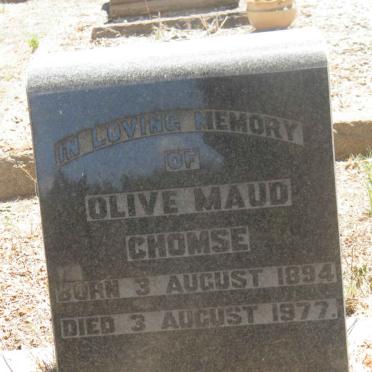 IN LOVING MEMORY
OF
OLIVE MAUD
CHOMSE
BORN 3 AUGUST 1894
DIED 3 AUGUST 1977.